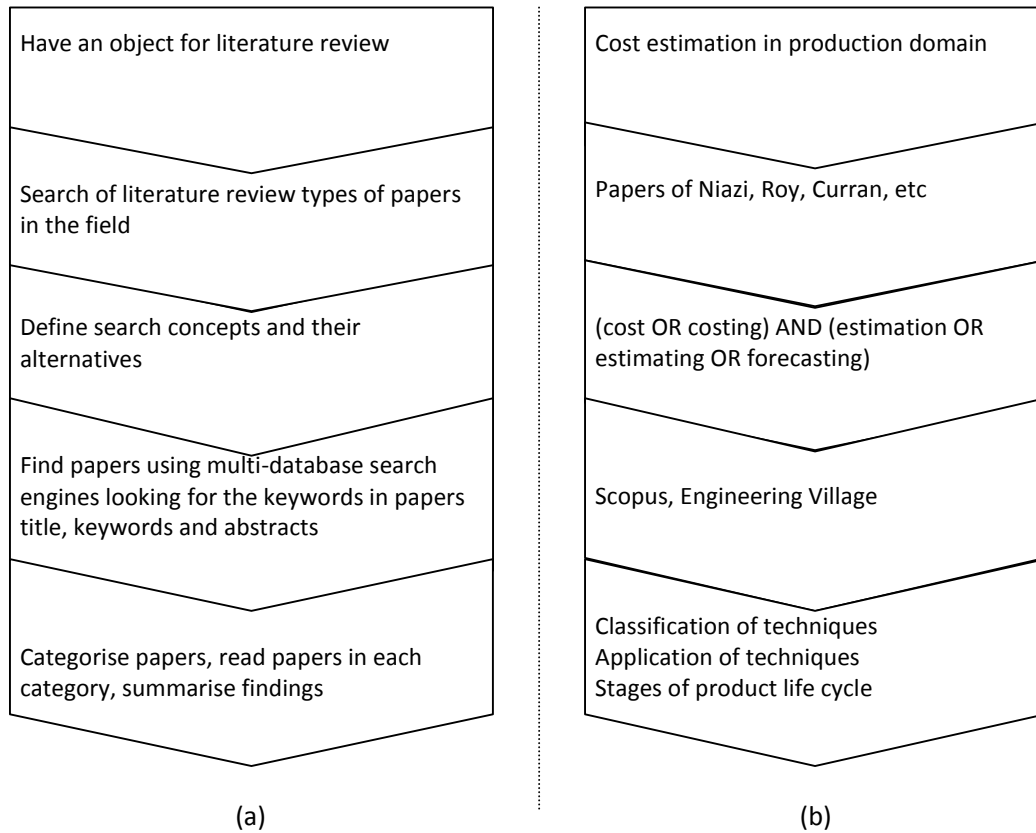 Have an object for literature review
Search of literature review types of papers
in the field
Define search concepts and their
alternatives
Find papers using multi-database search
engines looking for the keywords in papers
title, keywords and abstracts
Categorise papers, read papers in each
category, summarise findings
(a)
Cost estimation in production domain
Papers of Niazi, Roy, Curran, etc
(cost OR costing) AND (estimation OR
estimating OR forecasting)
Scopus, Engineering Village
Classification of techniques
Application of techniques
Stages of product life cycle
(b)